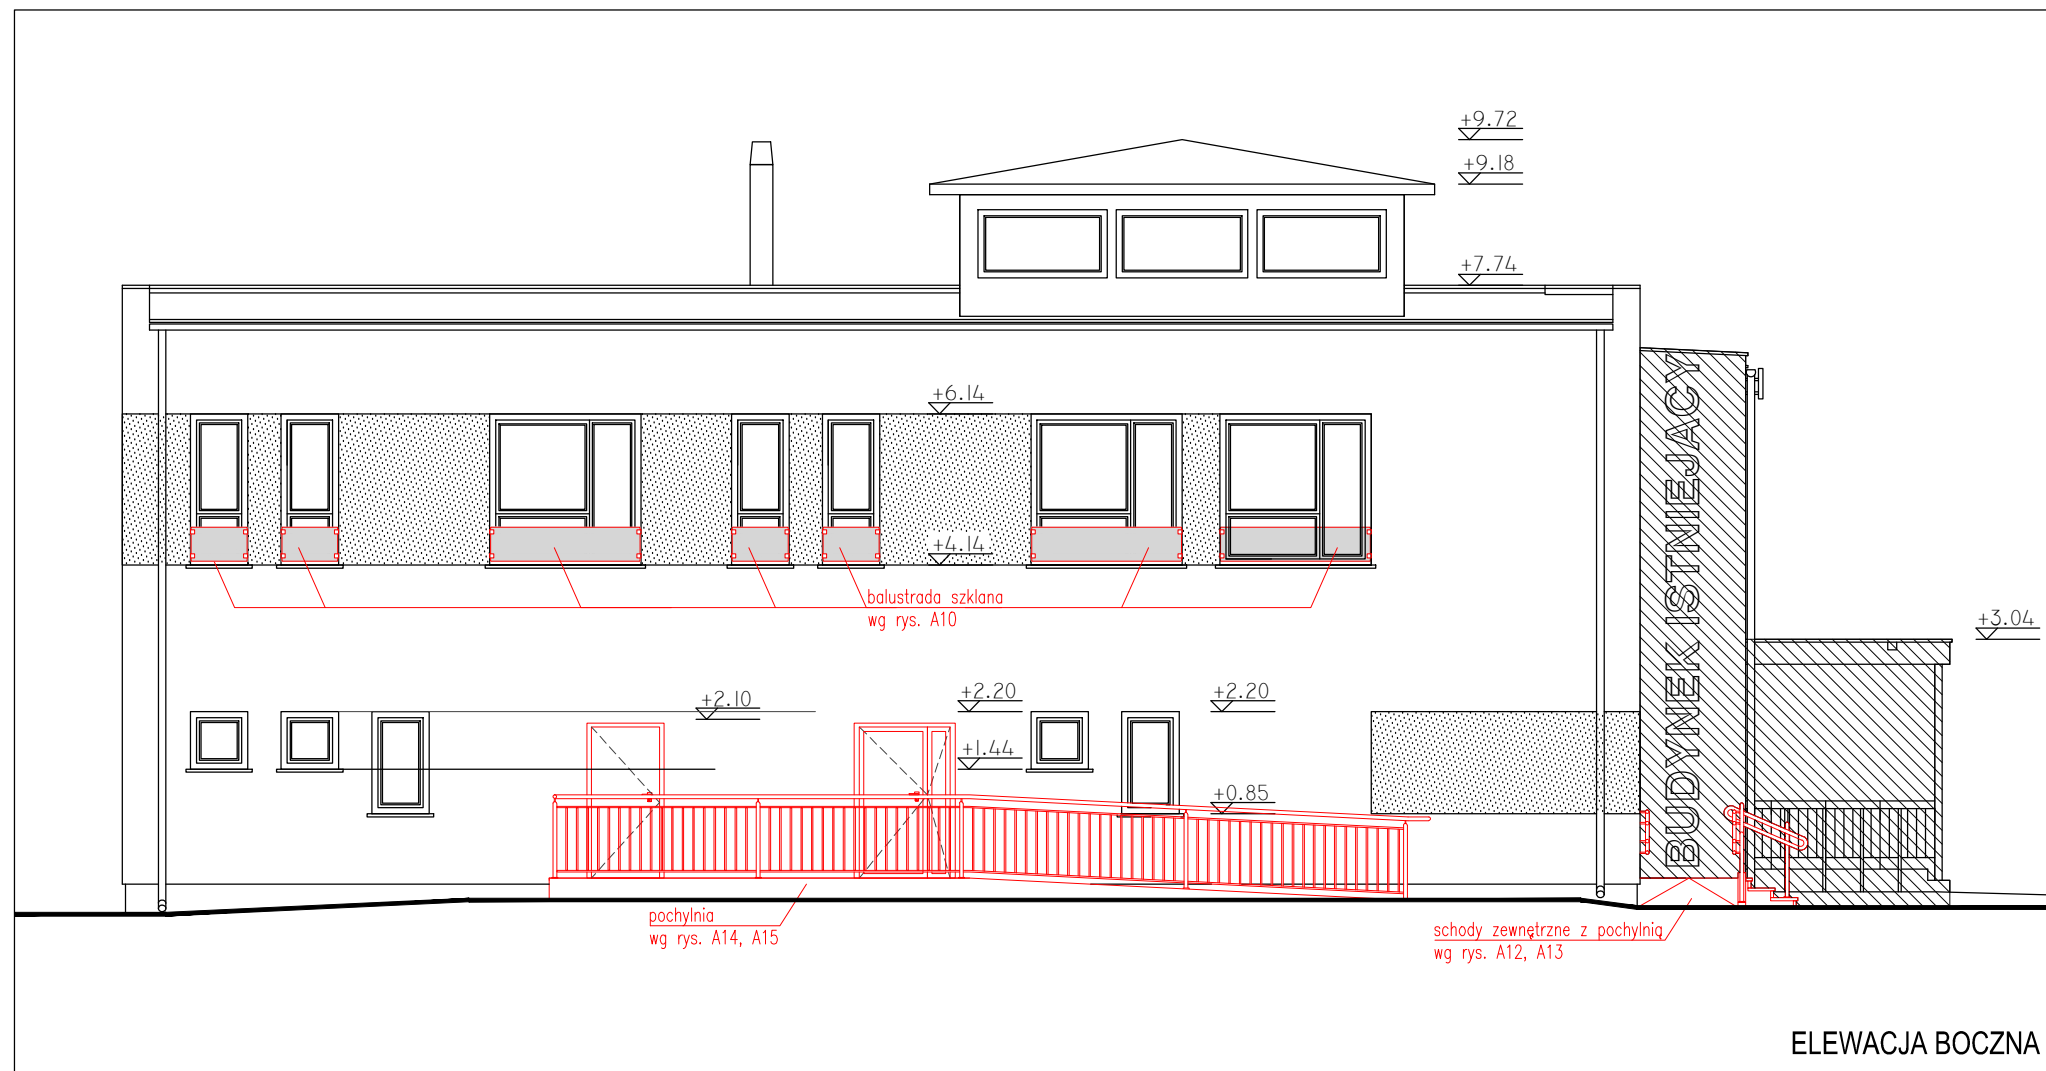 +9.72
+9.18
+7.74
+6.14
+4.14
balustrada szklana
wg rys. A10
BUDYNEK ISTNIEJACY
+3.04
+2.10
+2.20
+2.20
+1.44
+0.85
pochylnia
wg rys. A14, A15
schody zewnętrzne z pochylnią
wg rys. A12, A13
ELEWACJA BOCZNA